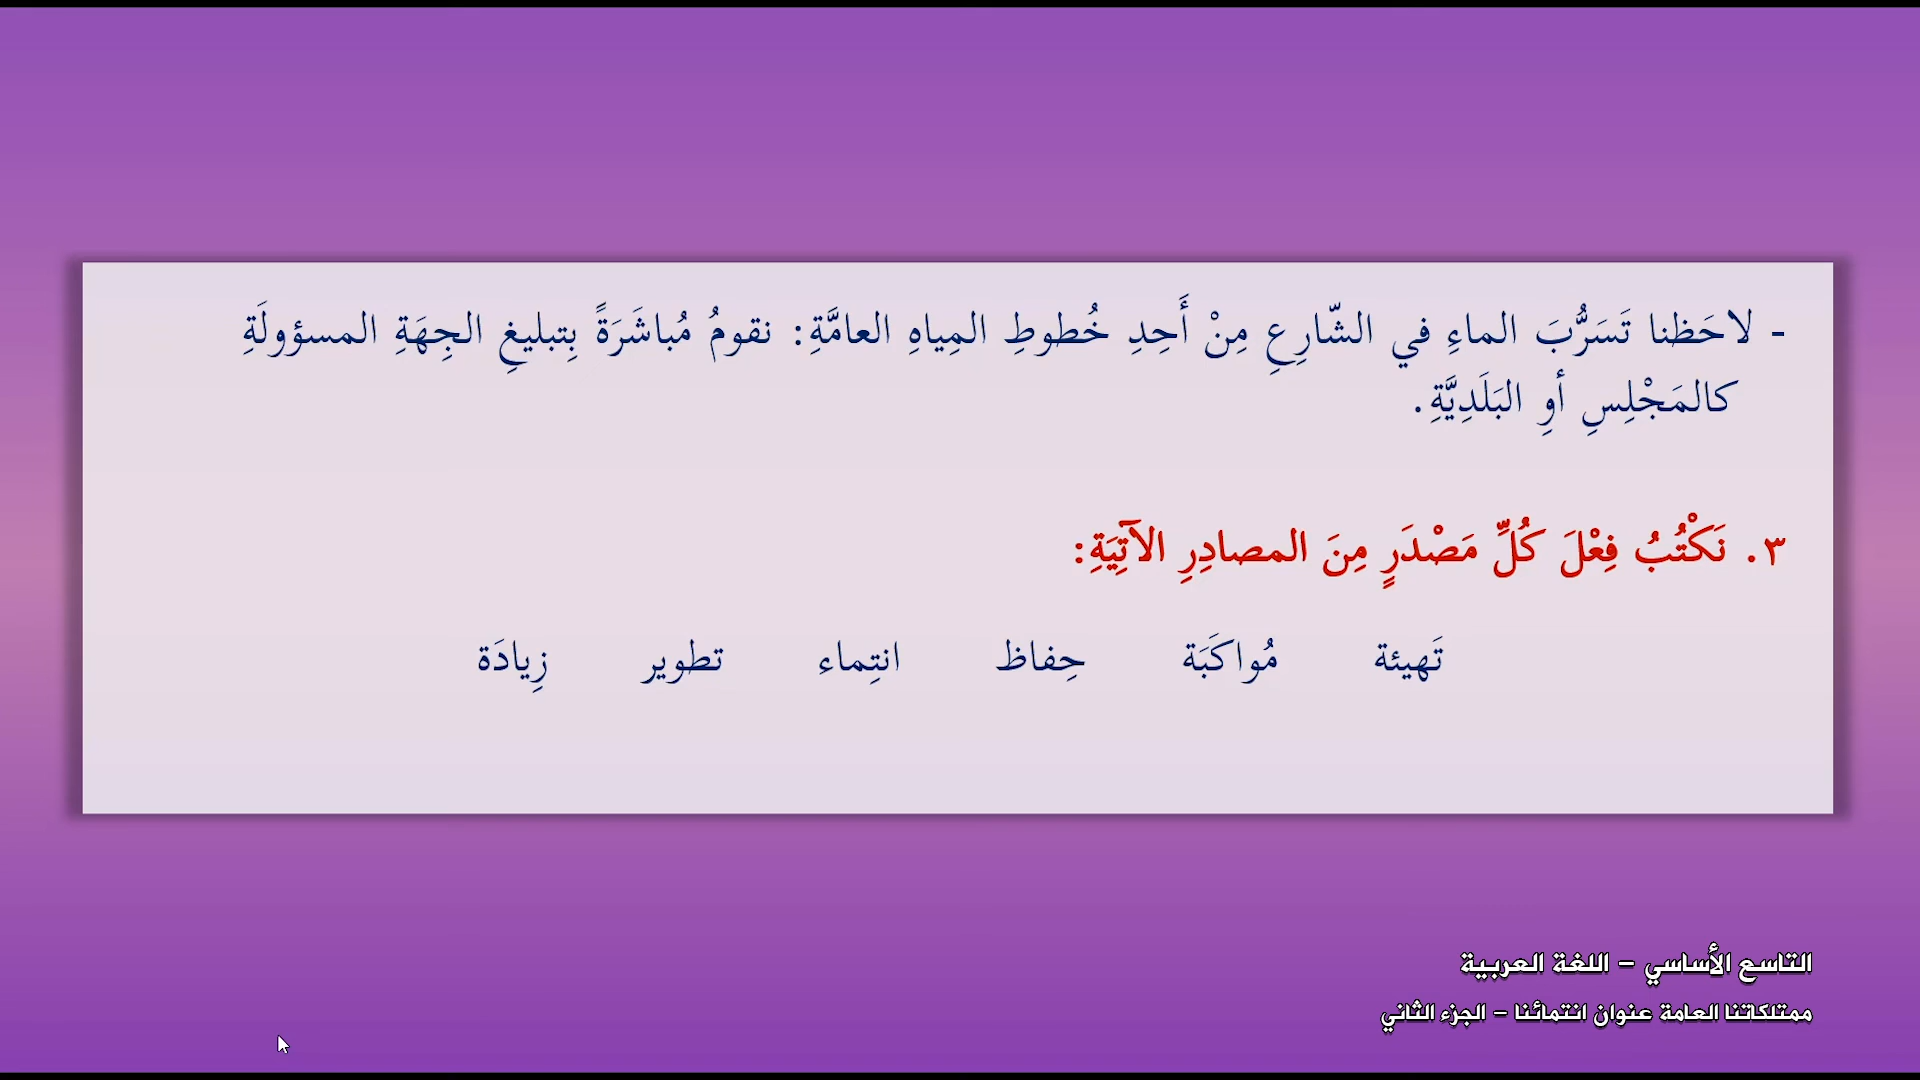 - لاحَظنا تَسَرُّبَ الماءِ في الشّارِعِ مِنْ أَحِدِ خُطوطِ المِياهِ العامَّةِ: نقومُ مُباشَرَةً بِتبليغِ الجِهَةِ المسؤولَةِ
كالمَجْلِسِ أوِ البَلَدِيَّةِ.
٣. نَكْتُبُ فِعْلَ كُلِّ مَصْدَرٍ مِنَ المصادِرِ الآتِيَةِ:
تَهيئة مُواكَبَة حِفاظ انتِماء تطوير زِيادَة
التاسع الأساسي – اللغة العربية
ممتلكاتنا العامة عنوان انتمائنا – الجزء الثاني